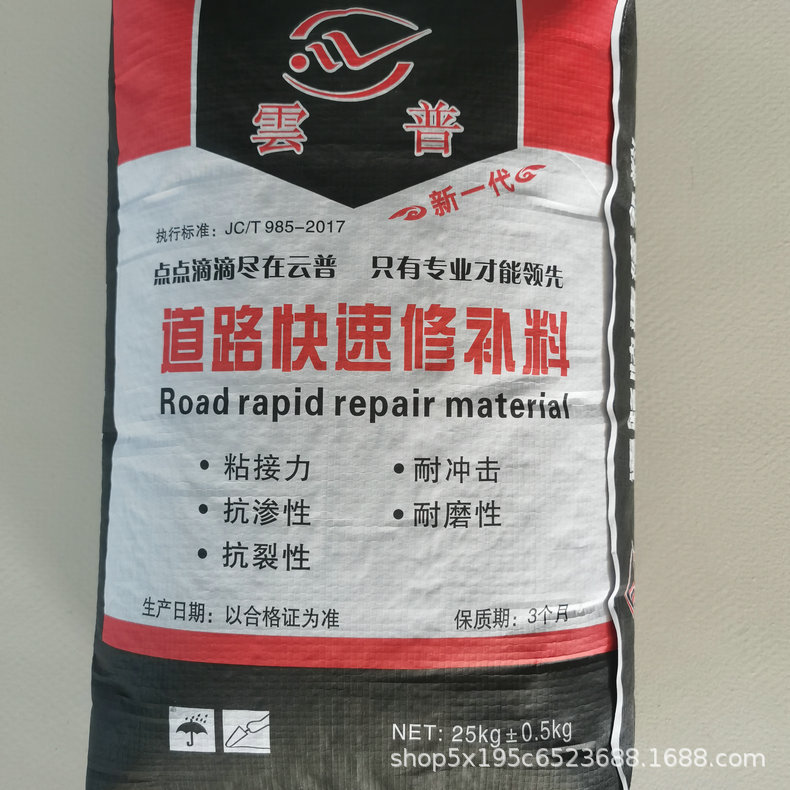 雲 普
新一代
执行标准：JC/T 985-2017
点点滴滴尽在云普 只有专业才能领先
道路快速修补料
Road rapid repair material
·粘接力 ·耐冲击
·抗渗性 ·耐磨性
·抗裂性
生产日期：以合格证为准 保质期：3个月
NET: 25kg±0.5kg
shop5x195c6523688.1688.com